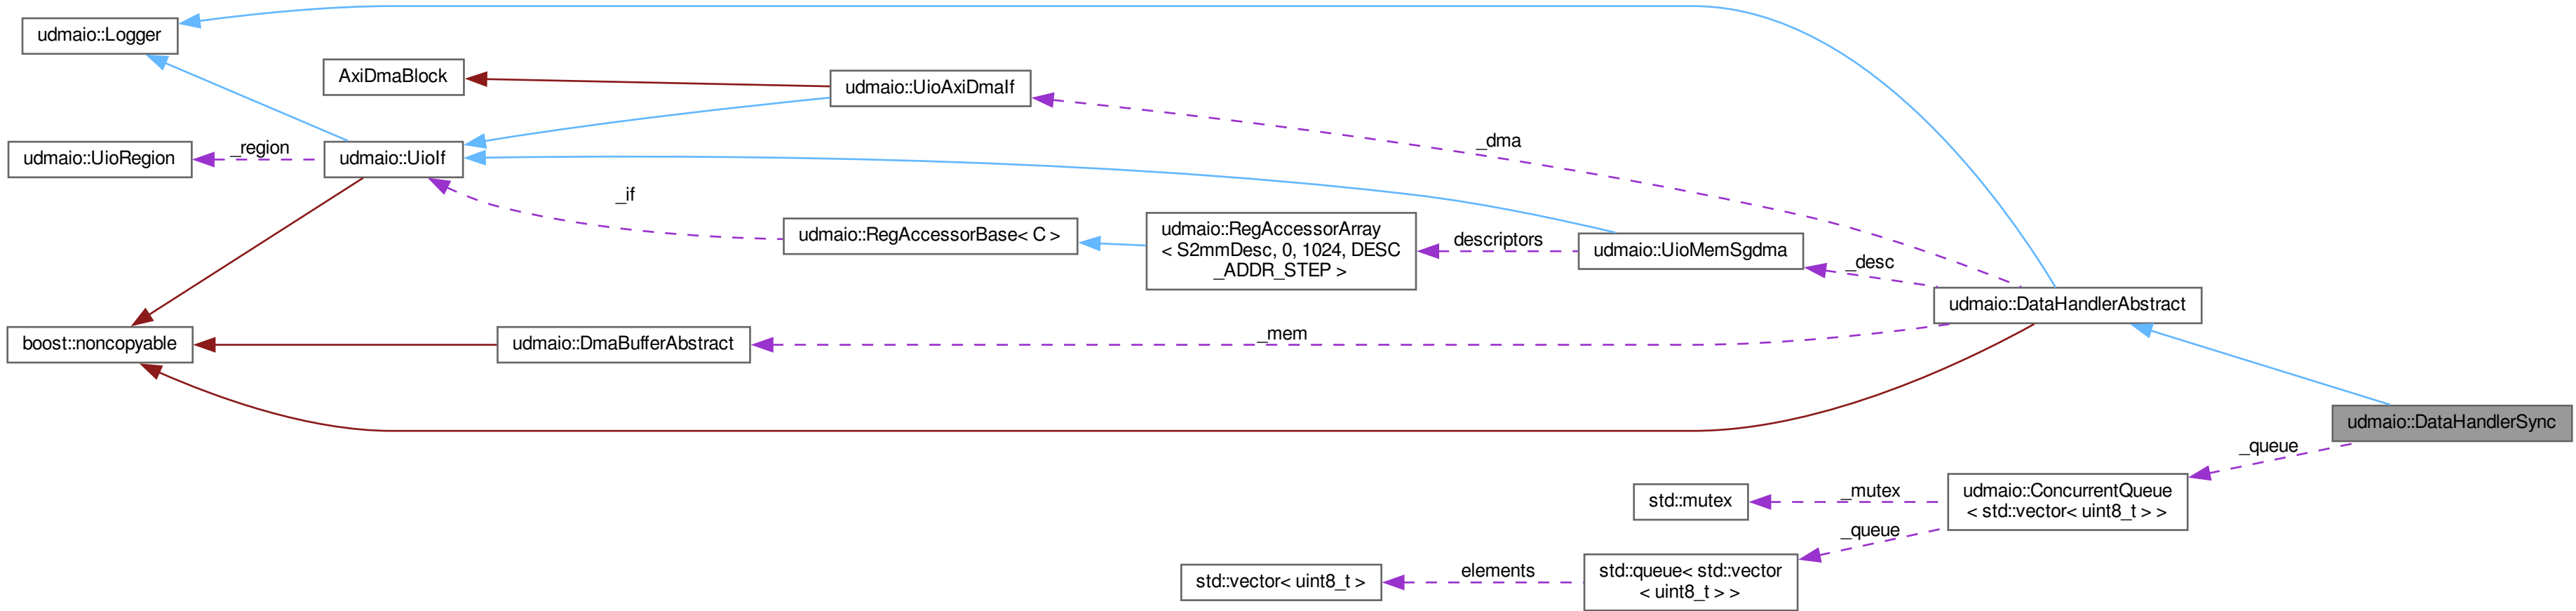 udmaio::Logger
AxiDmaBlock
udmaio::UioAxiDmaIf
_dma
udmaio::UioRegion
_region
udmaio::UioIf
_if
udmaio::RegAccessorBase< C >
udmaio::RegAccessorArray
< S2mmDesc, 0, 1024, DESC
_ADDR_STEP >
descriptors
udmaio::UioMemSgdma
_desc
udmaio::DataHandlerAbstract
boost::noncopyable
udmaio::DmaBufferAbstract
_mem
udmaio::DataHandlerSync
_queue
std::mutex
_mutex
udmaio::ConcurrentQueue
< std::vector< uint8_t > >
_queue
std::vector< uint8_t >
elements
std::queue< std::vector
< uint8_t > >